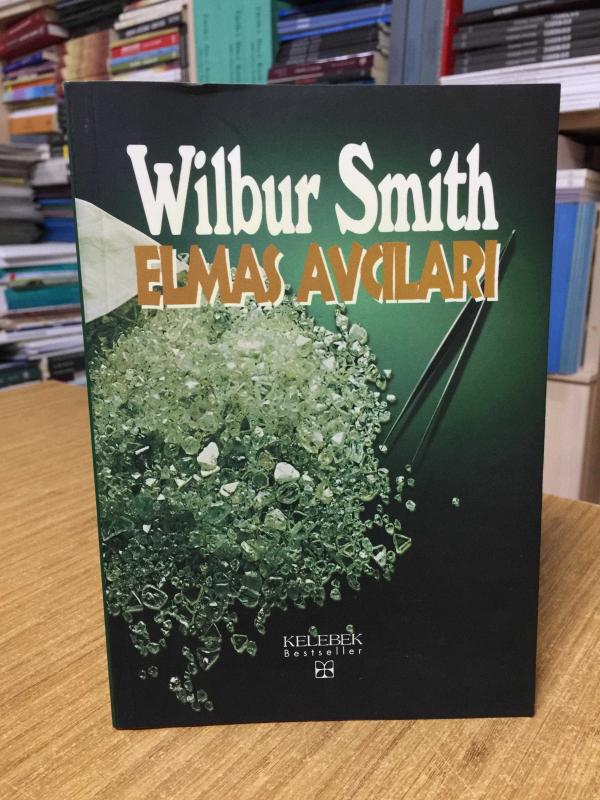 Wilbur Smith
ELMAS AVCILARI
KELEBEK
Bestseller